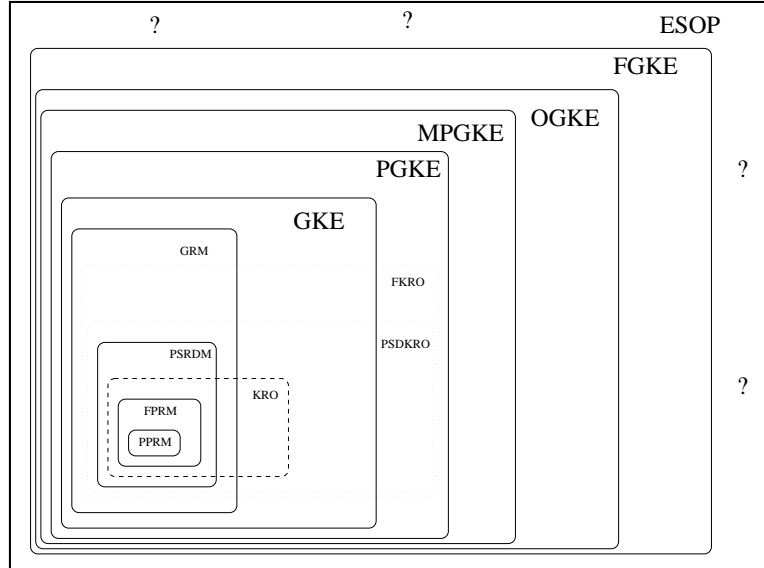 ? ? ESOP
FGKE
OGKE
MPGKE
PGKE
?
GKE
GRM
FKRO
PSDKRO
PSRDM
KRO
?
FPRM
PPRM